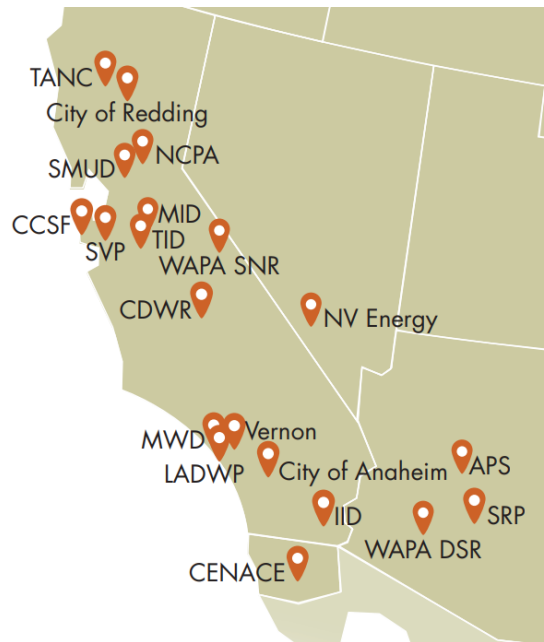 TANC
City of Redding
NCPA
SMUD
MID
CCSF
TID
SVP
WAPA SNR
CDWR
NV Energy
Vernon
MWD
LADWP
City of Anaheim
APS
IID
SRP
WAPA DSR
CENACE